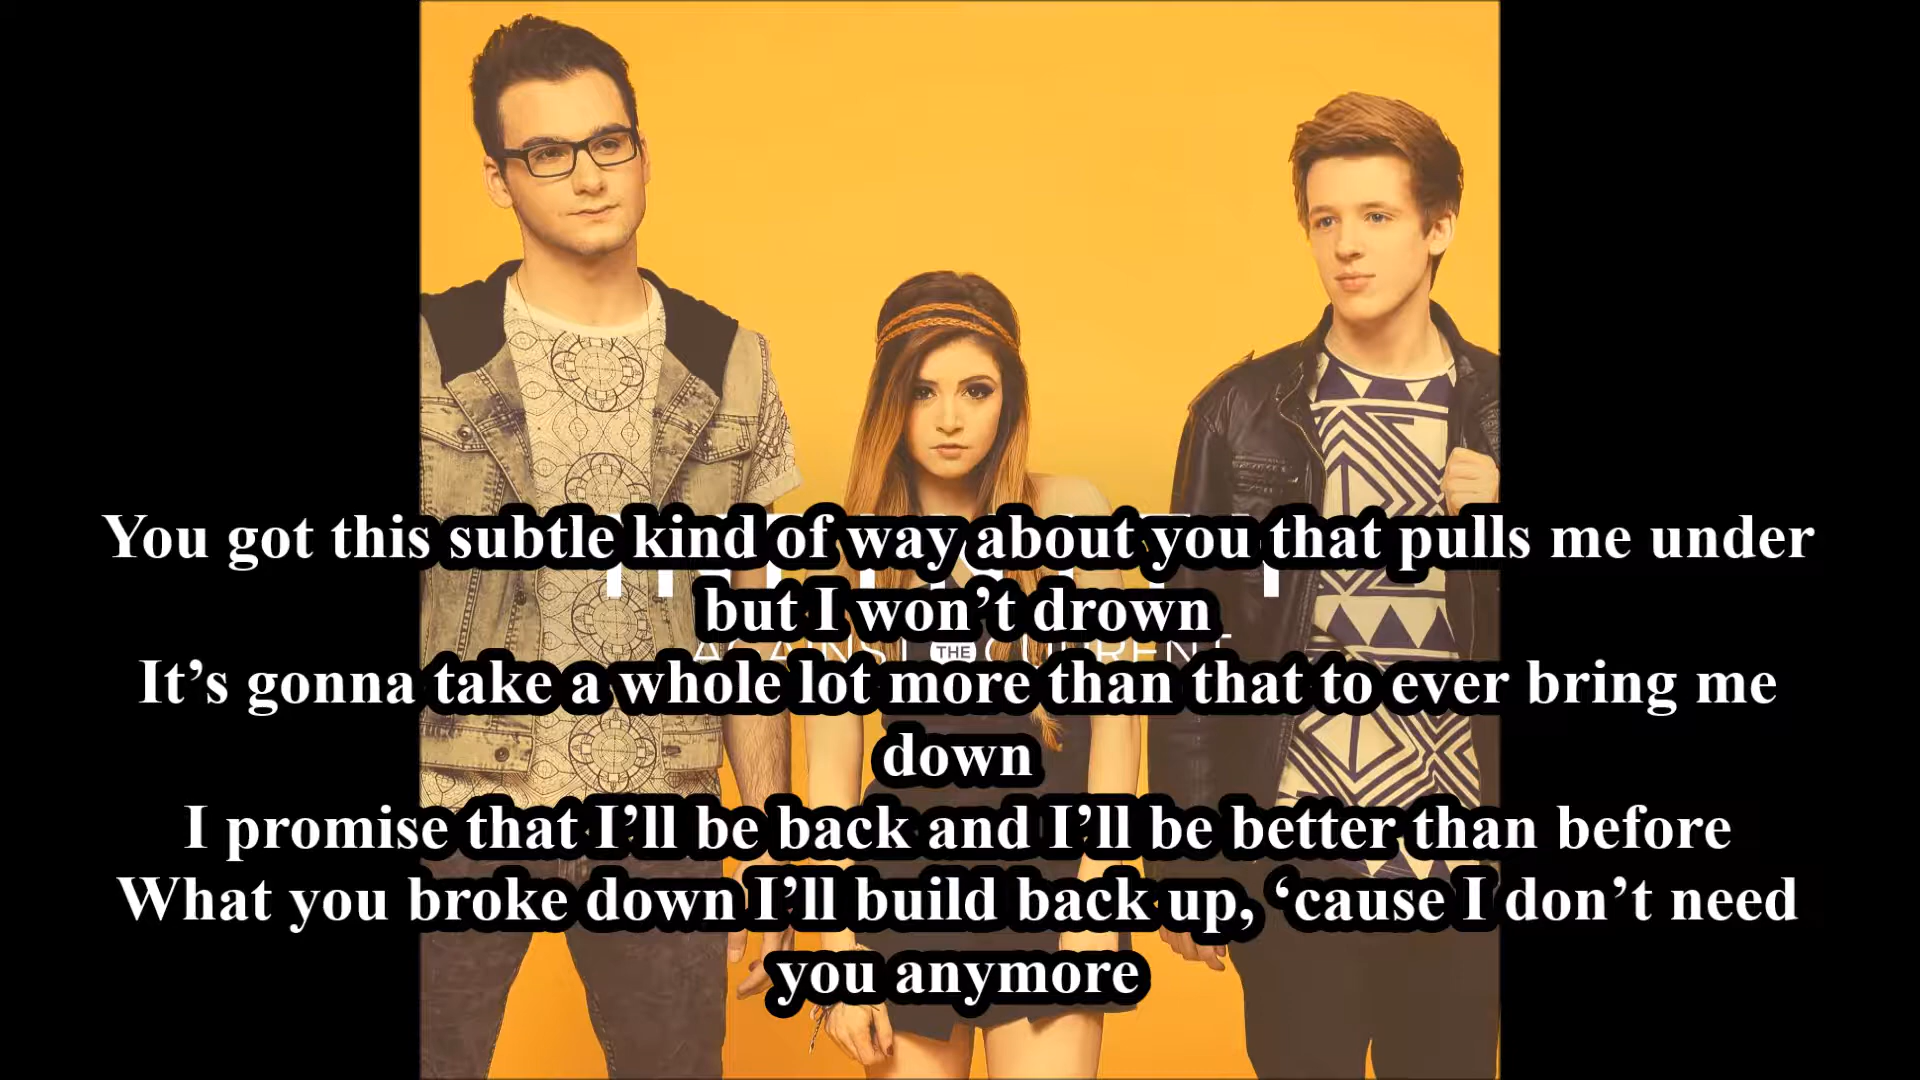 You got this subtle kind of way about you that pulls me under
but I won’t drown
AGAINST THE CURRENT
It’s gonna take a whole lot more than that to ever bring me
down
I promise that I’ll be back and I’ll be better than before
What you broke down I’ll build back up, ‘cause I don’t need
you anymore